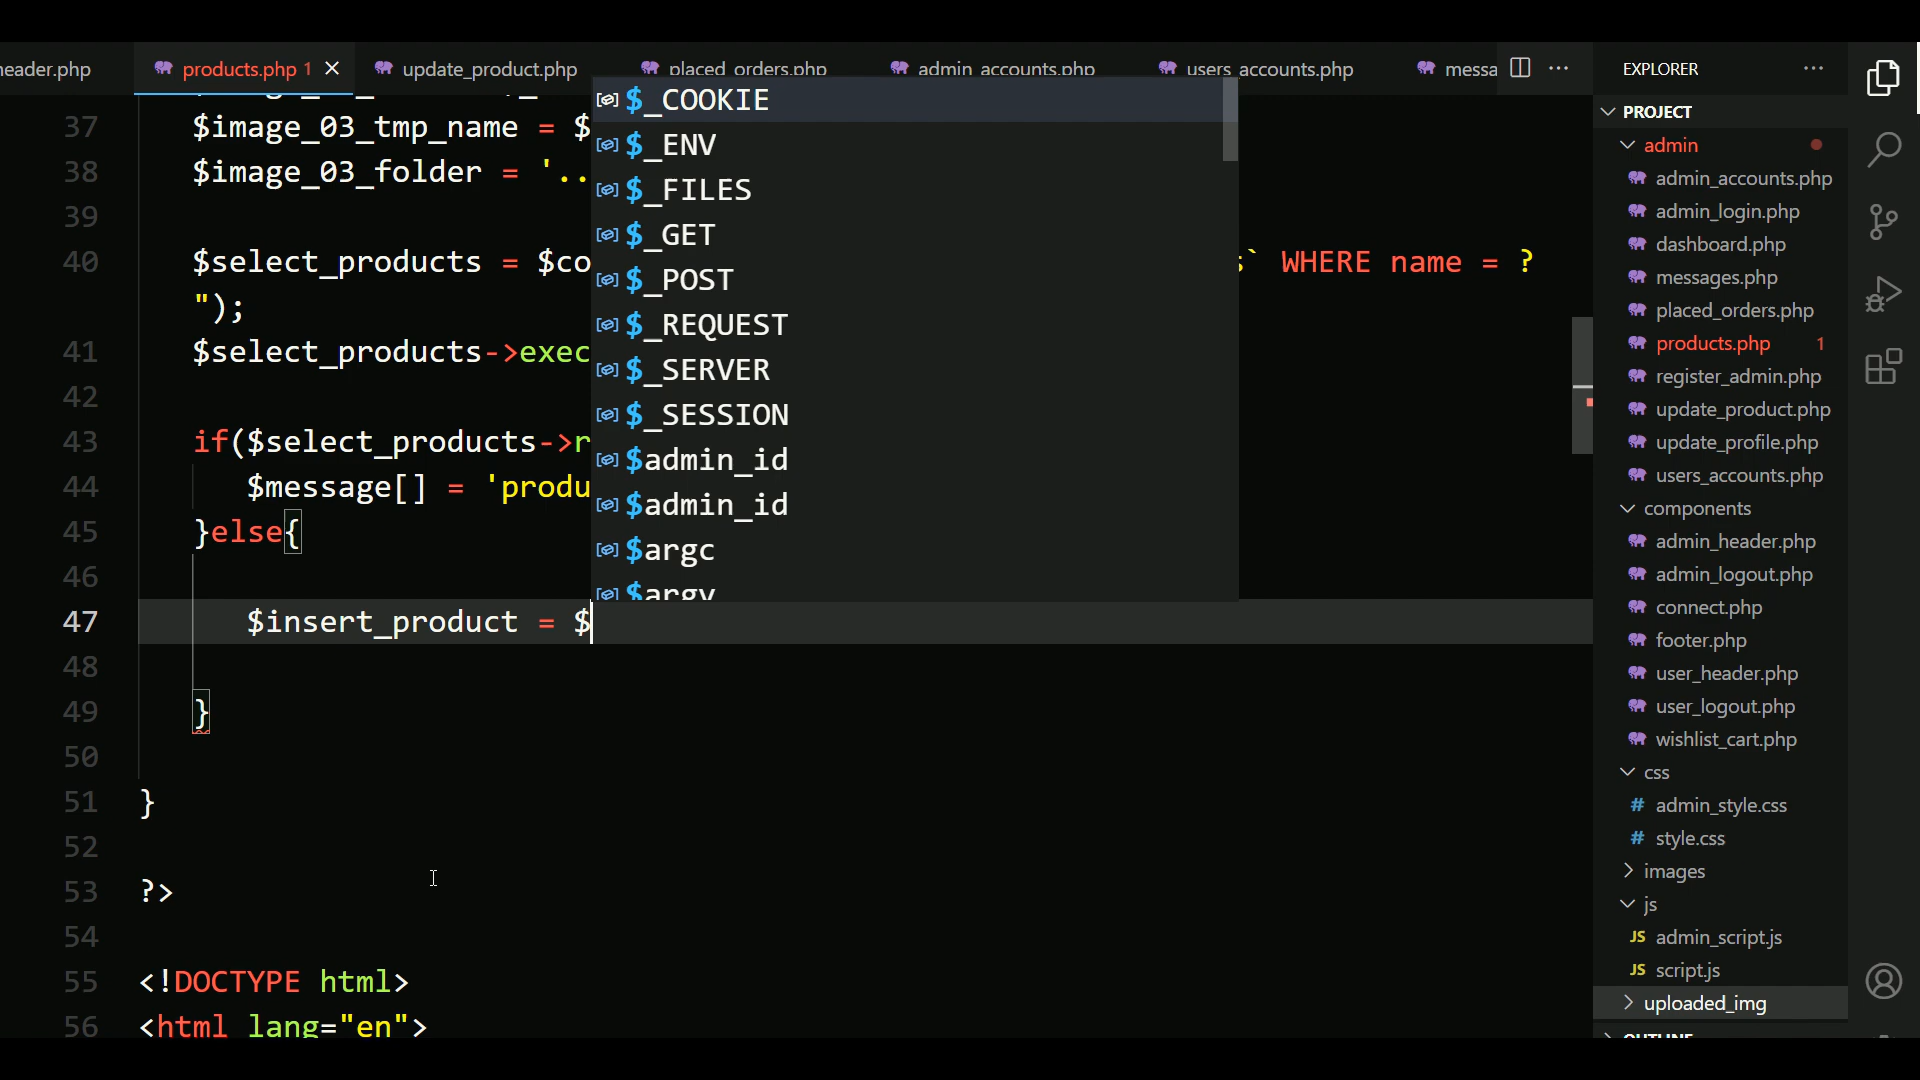 eader.php
products.php 1
update_product.php
placed_orders.php
admin_accounts.php
users_accounts.php
messa
37 $image_03_tmp_name = $
38 $image_03_folder = '..
39
40 $select_products = $co
s` WHERE name = ?
");
41 $select_products->exec
42
43 if($select_products->r
44 $message[] = 'produ
45 }else{
46
47 $insert_product = $
48
49 }
50
51 }
52
53 ?>
54
55 <!DOCTYPE html>
56 <html lang="en">
$_COOKIE
$_ENV
$_FILES
$_GET
$_POST
$_REQUEST
$_SERVER
$_SESSION
$admin_id
$admin_id
$argc
$argv
EXPLORER
PROJECT
admin
admin_accounts.php
admin_login.php
dashboard.php
messages.php
placed_orders.php
products.php 1
register_admin.php
update_product.php
update_profile.php
users_accounts.php
components
admin_header.php
admin_logout.php
connect.php
footer.php
user_header.php
user_logout.php
wishlist_cart.php
css
# admin_style.css
# style.css
images
js
JS admin_script.js
JS script.js
uploaded_img
OUTLINE